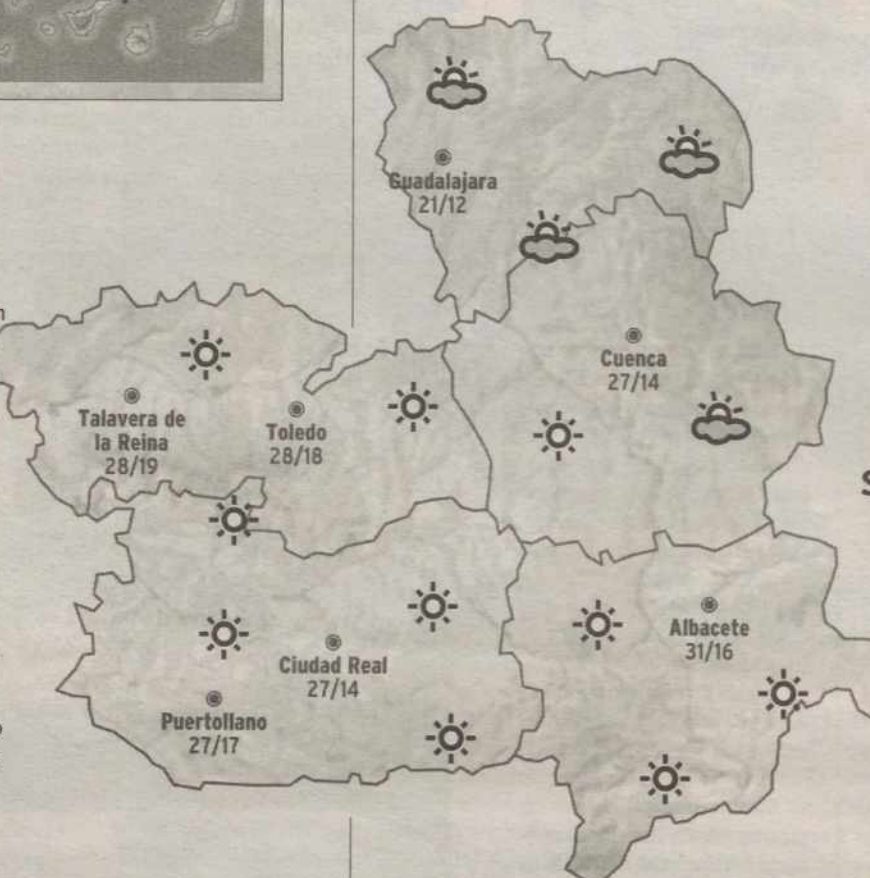 Guadalajara
21/12
Cuenca
27/14
Talavera de
la Reina
28/19
Toledo
28/18
Albacete
31/16
Ciudad Real
27/14
Puertollano
27/17